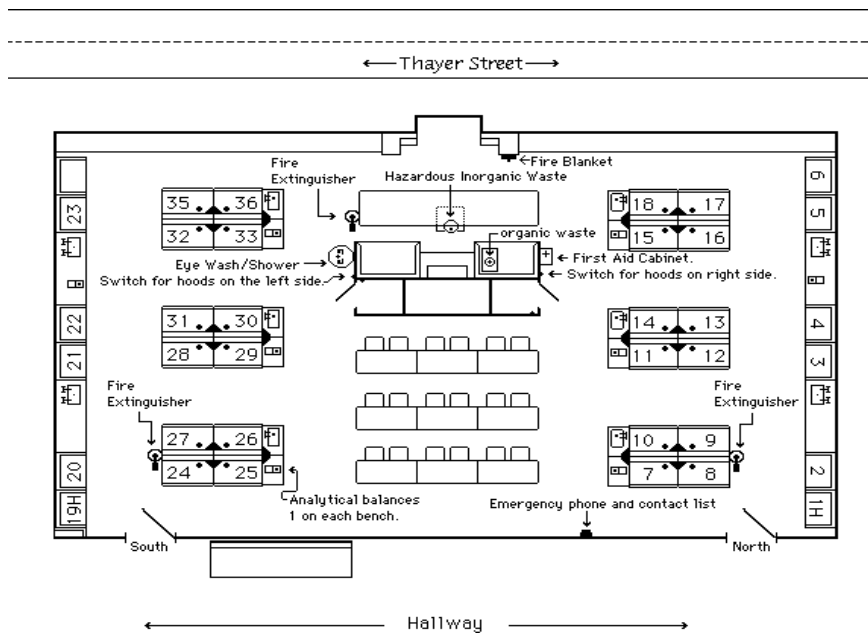 Thayer Street
Fire
Extinguisher
Fire Blanket
Hazardous Inorganic Waste
organic waste
First Aid Cabinet.
Switch for hoods on right side.
Eye Wash/Shower
Switch for hoods on the left side.
35 36
32 33
18 17
15 16
23
6
5
31 30
28 29
14 13
11 12
22
21
4
3
Fire
Extinguisher
Fire
Extinguisher
27 26
24 25
10 9
7 8
20
19H
2
1H
Analytical balances
1 on each bench.
Emergency phone and contact list
South
North
Hallway